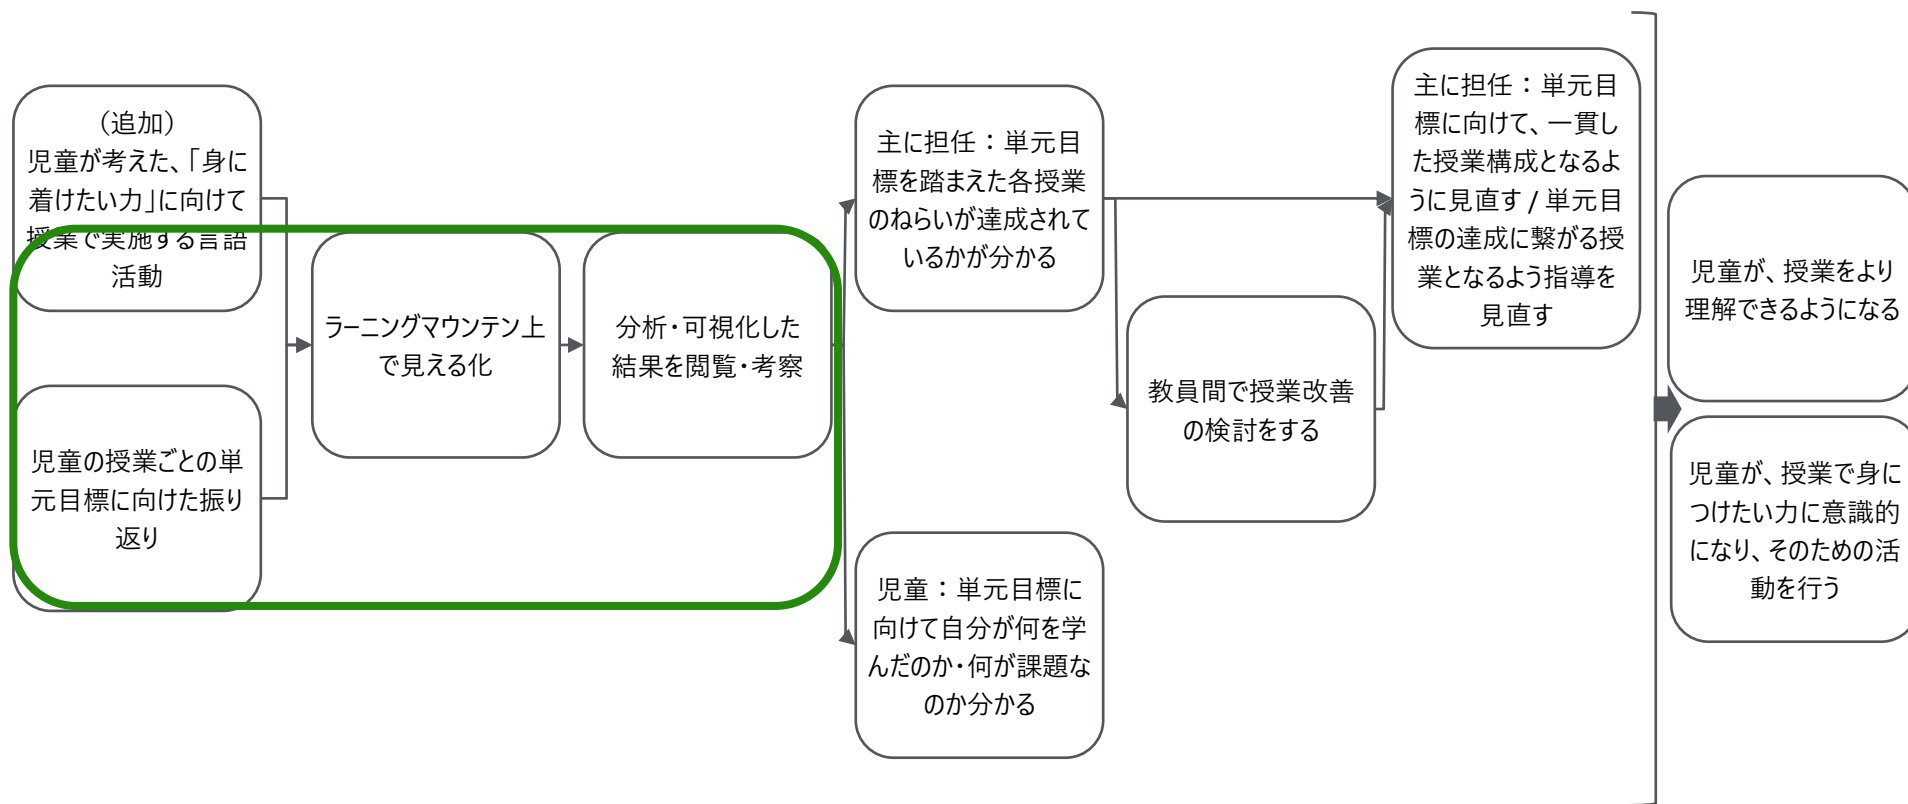 （追加）
児童が考えた、「身に
着けたい力」に向けて
授業で実施する言語
活動
児童の授業ごとの単
元目標に向けた振り
返り
ラーニングマウンテン上
で見える化
分析・可視化した
結果を閲覧・考察
主に担任：単元目
標を踏まえた各授業
のねらいが達成されて
いるかが分かる
児童：単元目標に
向けて自分が何を学
んだのか・何が課題な
のか分かる
教員間で授業改善
の検討をする
主に担任：単元目
標に向けて、一貫し
た授業構成となるよ
うに見直す / 単元目
標の達成に繋がる授
業となるよう指導を
見直す
児童が、授業をより
理解できるようになる
児童が、授業で身に
つけたい力に意識的
になり、そのための活
動を行う